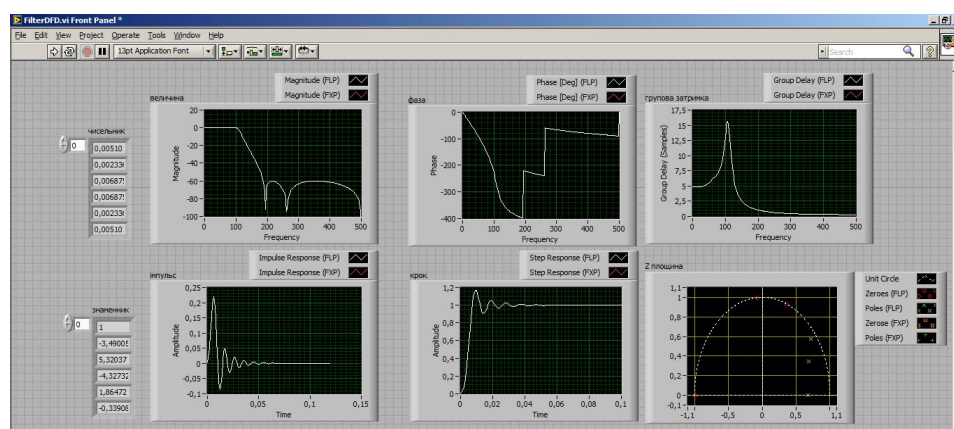 FilterDFD.vi Front Panel *
File Edit View Project Operate Tools Window Help
13pt Application Font
Search
Magnitude (FLP)
Magnitude (FXP)
величина
20
0
-20
-40
-60
-80
-100
Magnitude
0 100 200 300 400 500
Frequency
Phase [Deg] (FLP)
Phase [Deg] (FXP)
фаза
0
-100
-200
-300
-400
Phase
0 100 200 300 400 500
Frequency
Group Delay (FLP)
Group Delay (FXP)
групова затримка
17,5
15
12,5
10
7,5
5
2,5
0
Group Delay (Samples)
0 100 200 300 400 500
Frequency
чисельник
0
0,00510
0,00233
0,00687
0,00687
0,00233
0,00510
Impulse Response (FLP)
Impulse Response (FXP)
імпульс
0,25
0,2
0,15
0,1
0,05
0
-0,05
-0,1
Amplitude
0 0,05 0,1 0,15
Time
Step Response (FLP)
Step Response (FXP)
крок
1,2
1
0,8
0,6
0,4
0,2
0
Amplitude
0 0,02 0,04 0,06 0,08 0,1
Time
Z площина
1,1
1
0,8
0,6
0,4
0,2
0
-0,1
-1,1 -0,5 0 0,5 1,1
Unit Circle
Zeroes (FLP)
Poles (FLP)
Zerose (FXP)
Poles (FXP)
знаменник
0
1
-3,4900
5,32037
-4,3273
1,86472
-0,33908